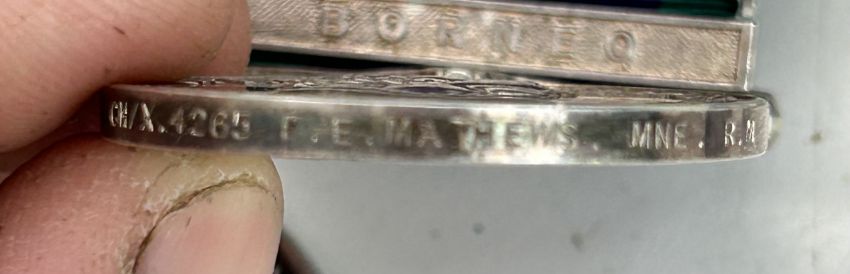 BORNEO
CH/X.4265 P.E. MATHEWS. MNE. R.M